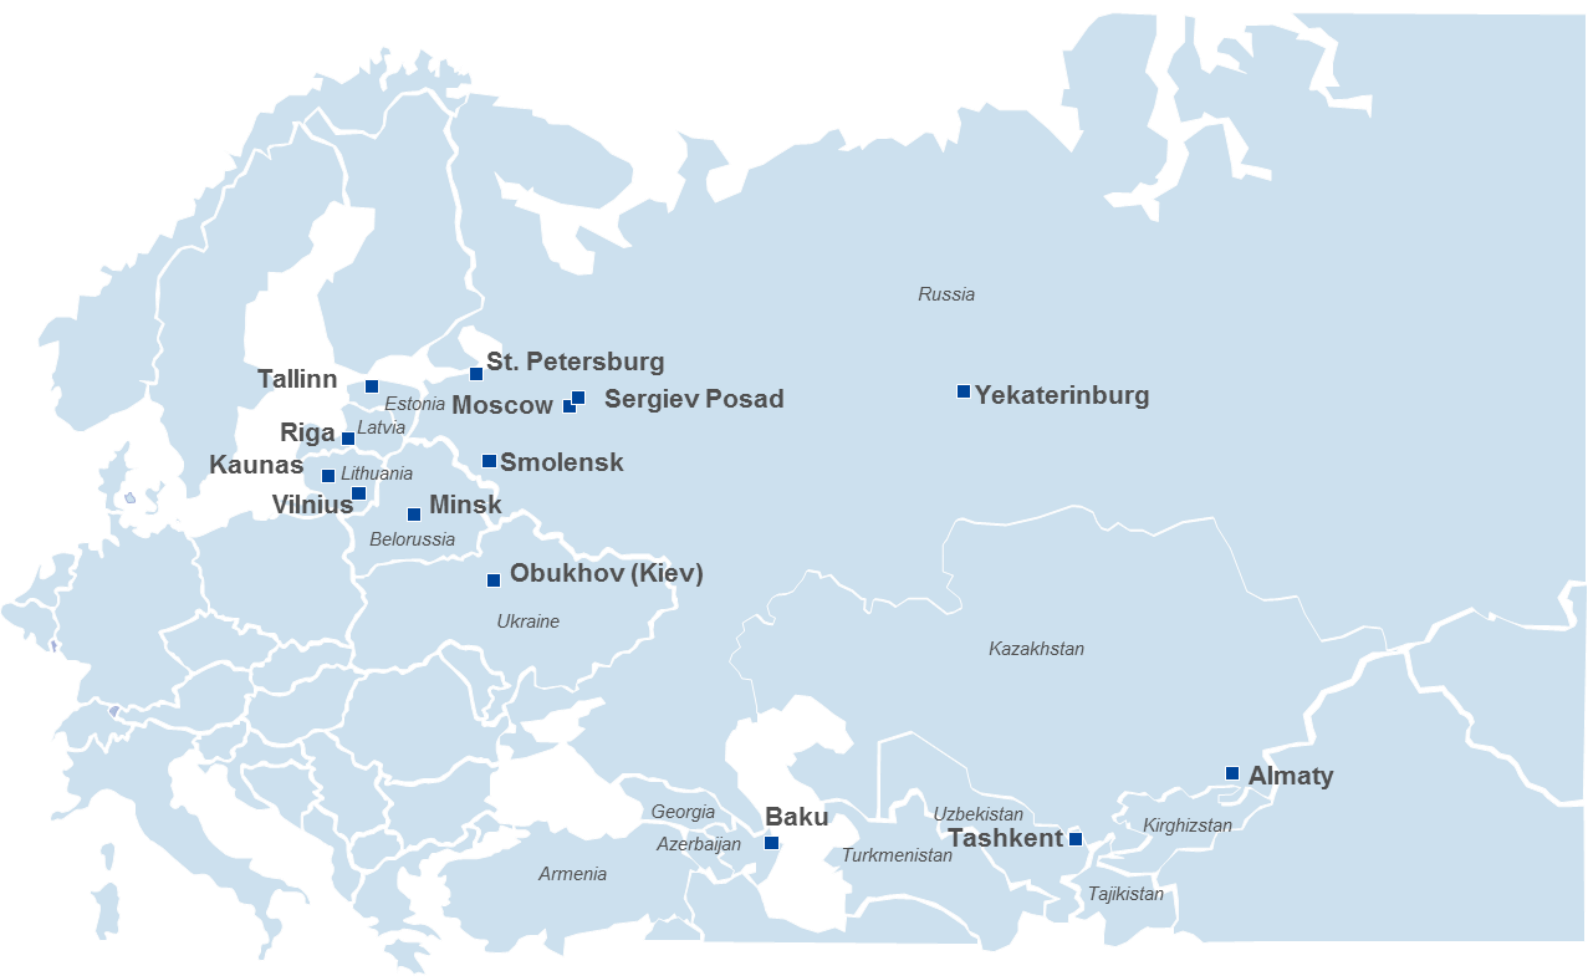 Russia
St. Petersburg
Tallinn
Yekaterinburg
Sergiev Posad
Estonia
Moscow
Latvia
Riga
Smolensk
Kaunas
Lithuania
Vilnius
Minsk
Belorussia
Obukhov (Kiev)
Ukraine
Kazakhstan
Almaty
Georgia
Uzbekistan
Baku
Kirghizstan
Tashkent
Azerbaijan
Turkmenistan
Armenia
Tajikistan